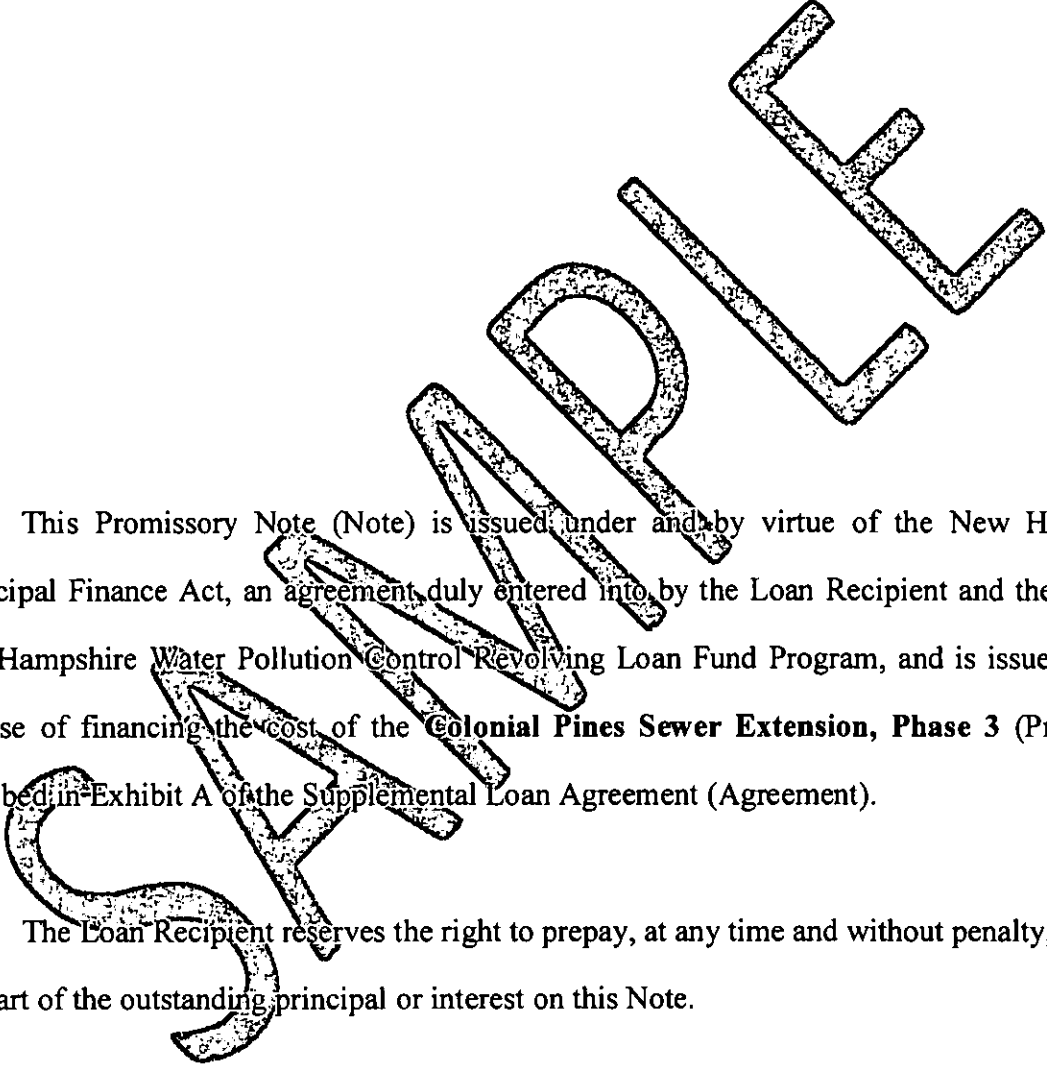 SAMPLE
This Promissory Note (Note) is issued under and by virtue of the New H
cipal Finance Act, an agreement duly entered into by the Loan Recipient and the
Hampshire Water Pollution Control Revolving Loan Fund Program, and is issue
se of financing the cost of the Colonial Pines Sewer Extension, Phase 3 (Pr
bed in Exhibit A of the Supplemental Loan Agreement (Agreement).
The Loan Recipient reserves the right to prepay, at any time and without penalty,
art of the outstanding principal or interest on this Note.